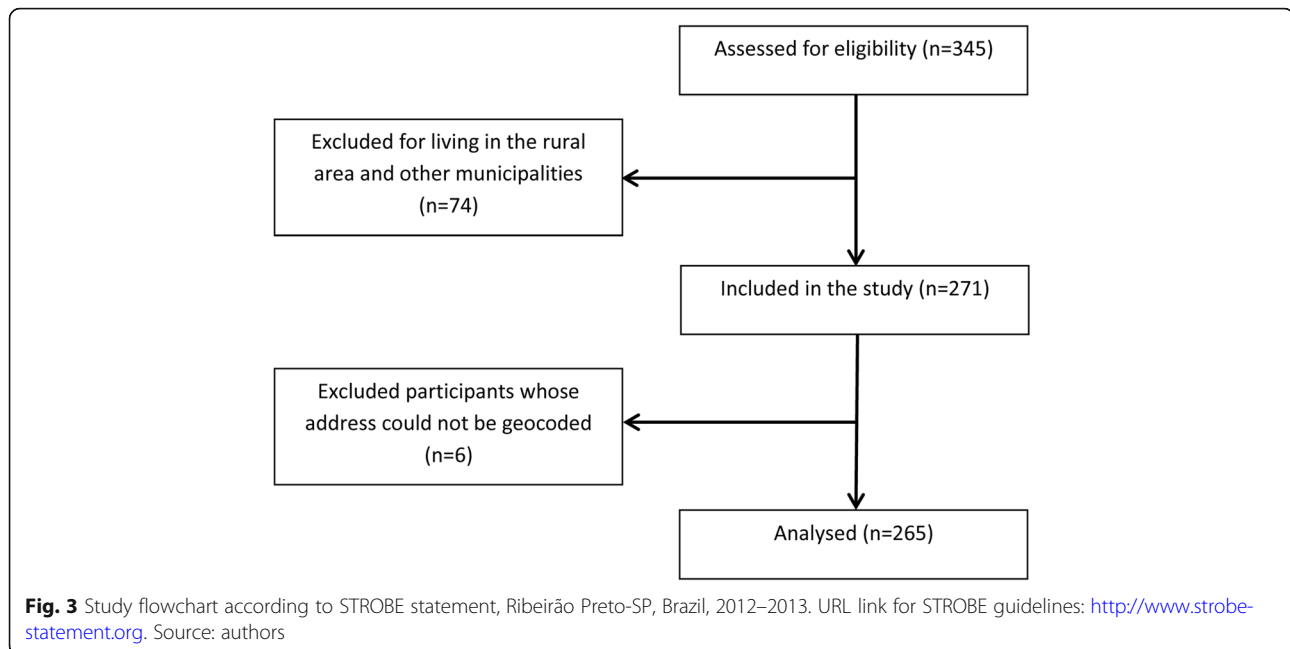 Assessed for eligibility (n=345)
Excluded for living in the rural
area and other municipalities
(n=74)
Included in the study (n=271)
Excluded participants whose
address could not be geocoded
(n=6)
Analysed (n=265)
Fig. 3 Study flowchart according to STROBE statement, Ribeirão Preto-SP, Brazil, 2012–2013. URL link for STROBE guidelines: http://www.strobe-
statement.org. Source: authors